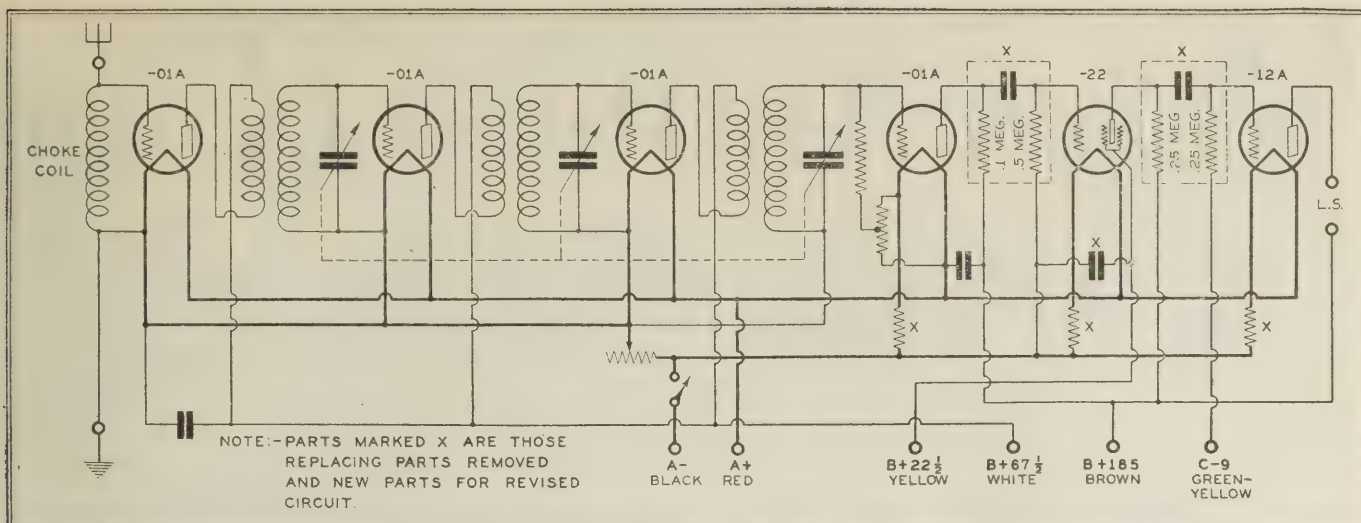 -01A
-01A
-01A
-01A
X
-22
X
-12A
CHOKE
COIL
.1 MEG.
.5 MEG.
.25 MEG.
.25 MEG.
L.S.
X
X
X
X
NOTE:-PARTS MARKED X ARE THOSE
REPLACING PARTS REMOVED
AND NEW PARTS FOR REVISED
CIRCUIT.
A-
BLACK
A+
RED
B+22½
YELLOW
B+67½
WHITE
B+185
BROWN
C-9
GREEN-
YELLOW